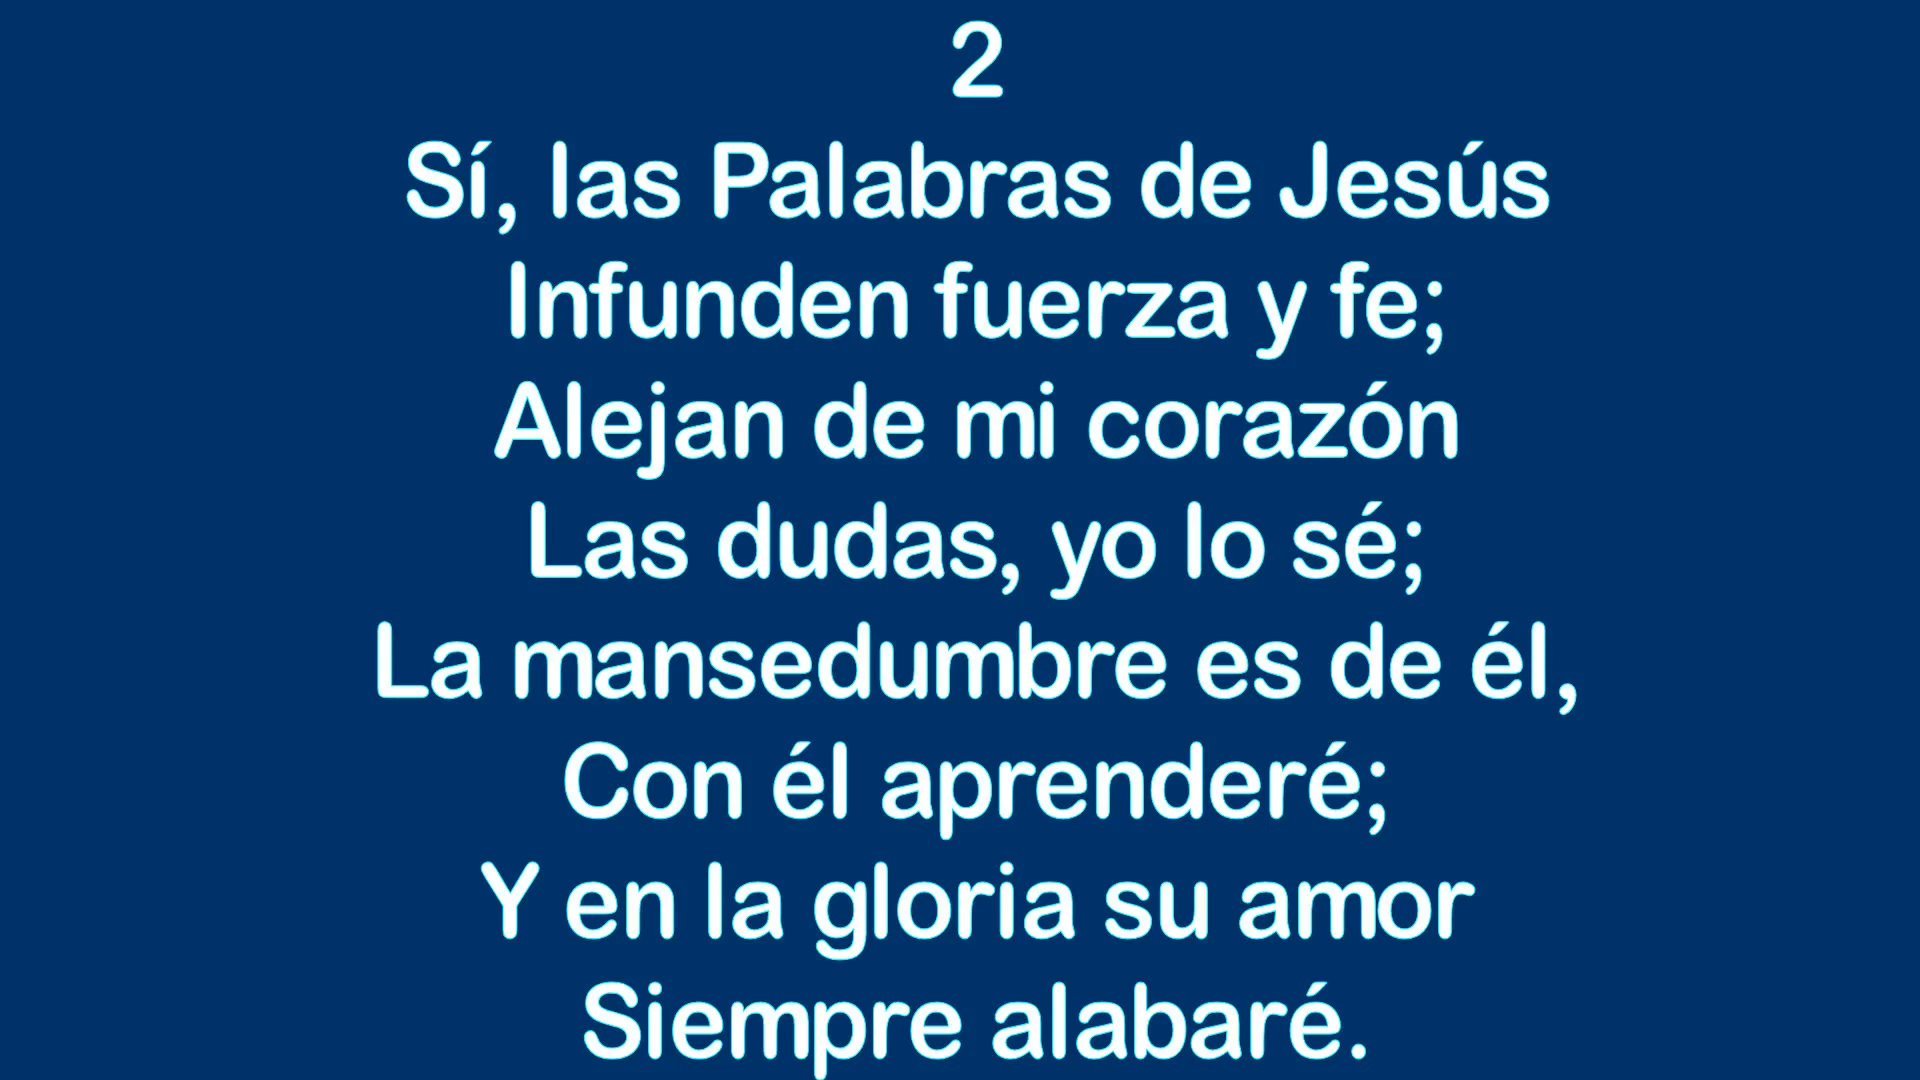 2
Sí, las Palabras de Jesús
Infunden fuerza y fe;
Alejan de mi corazón
Las dudas, yo lo sé;
La mansedumbre es de él,
Con él aprenderé;
Y en la gloria su amor
Siempre alabaré.